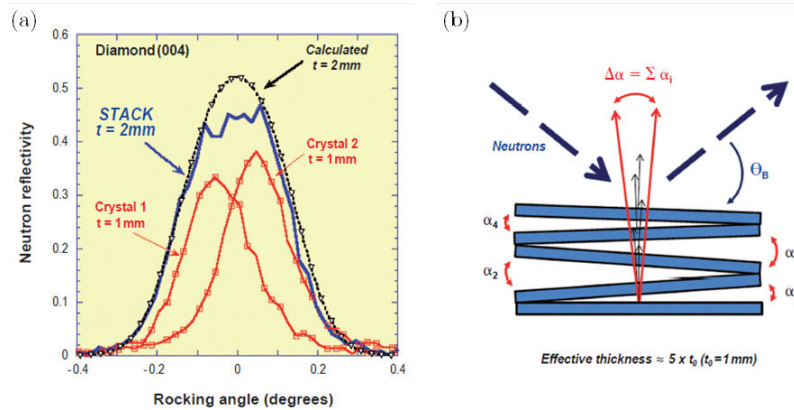 (a)
Diamond (004)
Calculated
t = 2mm
STACK
t = 2mm
Crystal 2
t = 1mm
Crystal 1
t = 1mm
Neutron reflectivity
0.6
0.5
0.4
0.3
0.2
0.1
0
-0.4
-0.2
0
0.2
0.4
Rocking angle (degrees)
(b)
Δα = Σ αi
Neutrons
ΘB
α4
α2
α
α
Effective thickness ≈ 5 x t0 (t0 = 1mm)